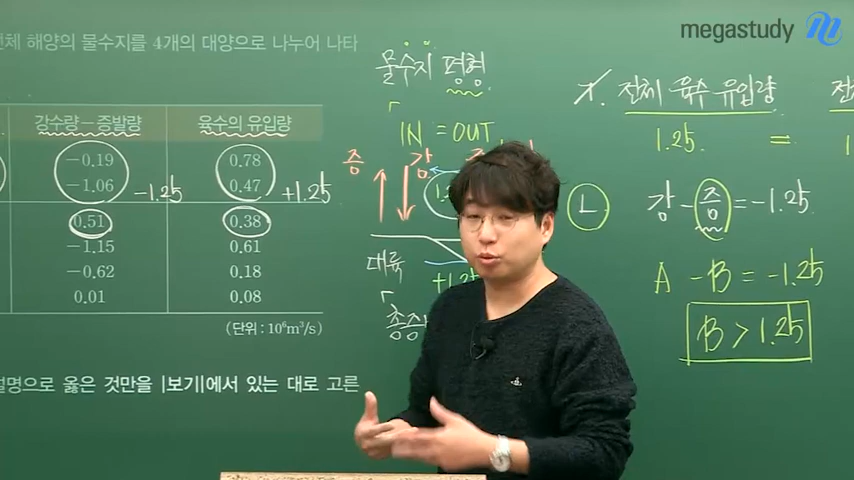 megastudy
전체 해양의 물수지를 4개의 대양으로 나누어 나타
강수량-증발량 육수의 유입량
-0.19 0.78
-1.06 -1.25 0.47 +1.25
0.51 0.38
-1.15 0.61
-0.62 0.18
0.01 0.08
(단위: 10⁶m³/s)
설명으로 옳은 것만을 |보기|에서 있는 대로 고른
물수지 평형
IN = OUT
증 강
대륙
+1.25
ㄱ. 전체 육수 유입량
1.25 =
ㄴ
강 - 증 = -1.25
A - B = -1.25
B > 1.25